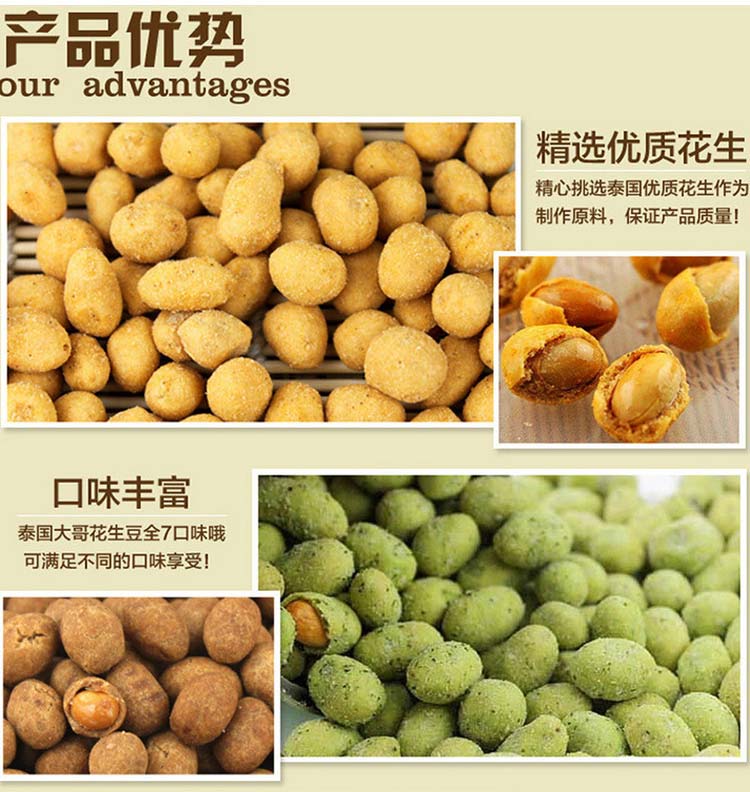 产品优势
our advantages
精选优质花生
精心挑选泰国优质花生作为
制作原料，保证产品质量！
口味丰富
泰国大哥花生豆全7口味哦
可满足不同的口味享受！